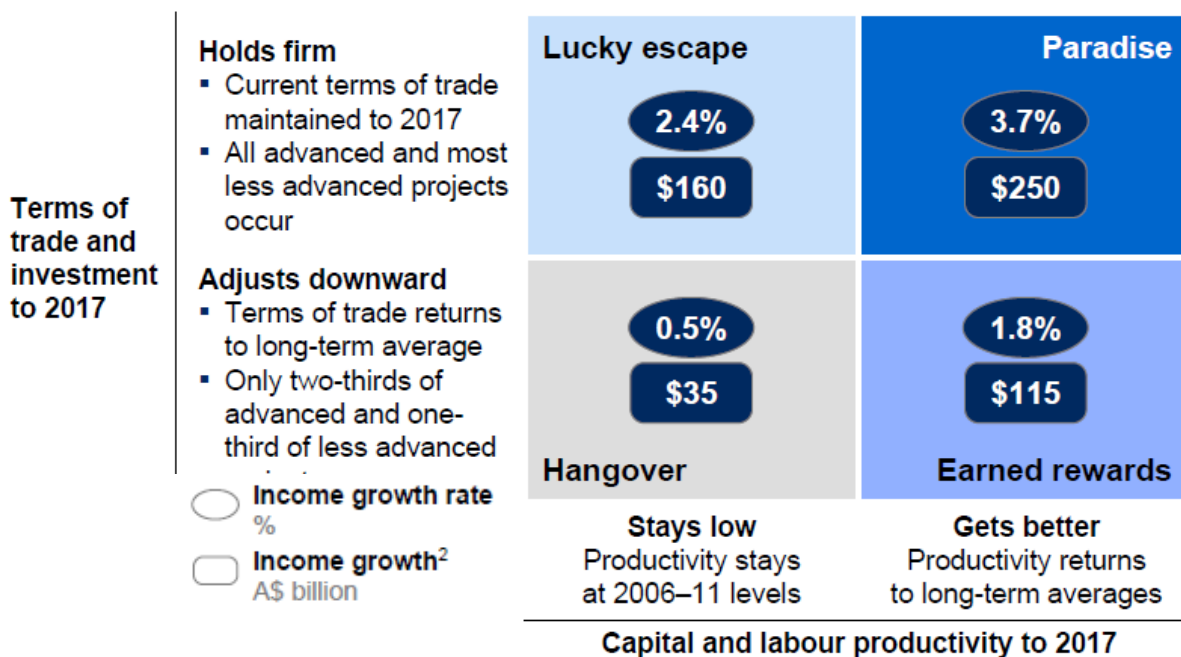 Terms of
trade and
investment
to 2017
Holds firm
▪ Current terms of trade
maintained to 2017
▪ All advanced and most
less advanced projects
occur
Adjusts downward
▪ Terms of trade returns
to long-term average
▪ Only two-thirds of
advanced and one-
third of less advanced
Lucky escape
2.4%
$160
Paradise
3.7%
$250
0.5%
$35
Hangover
1.8%
$115
Earned rewards
Income growth rate
%
Income growth²
A$ billion
Stays low
Productivity stays
at 2006–11 levels
Gets better
Productivity returns
to long-term averages
Capital and labour productivity to 2017